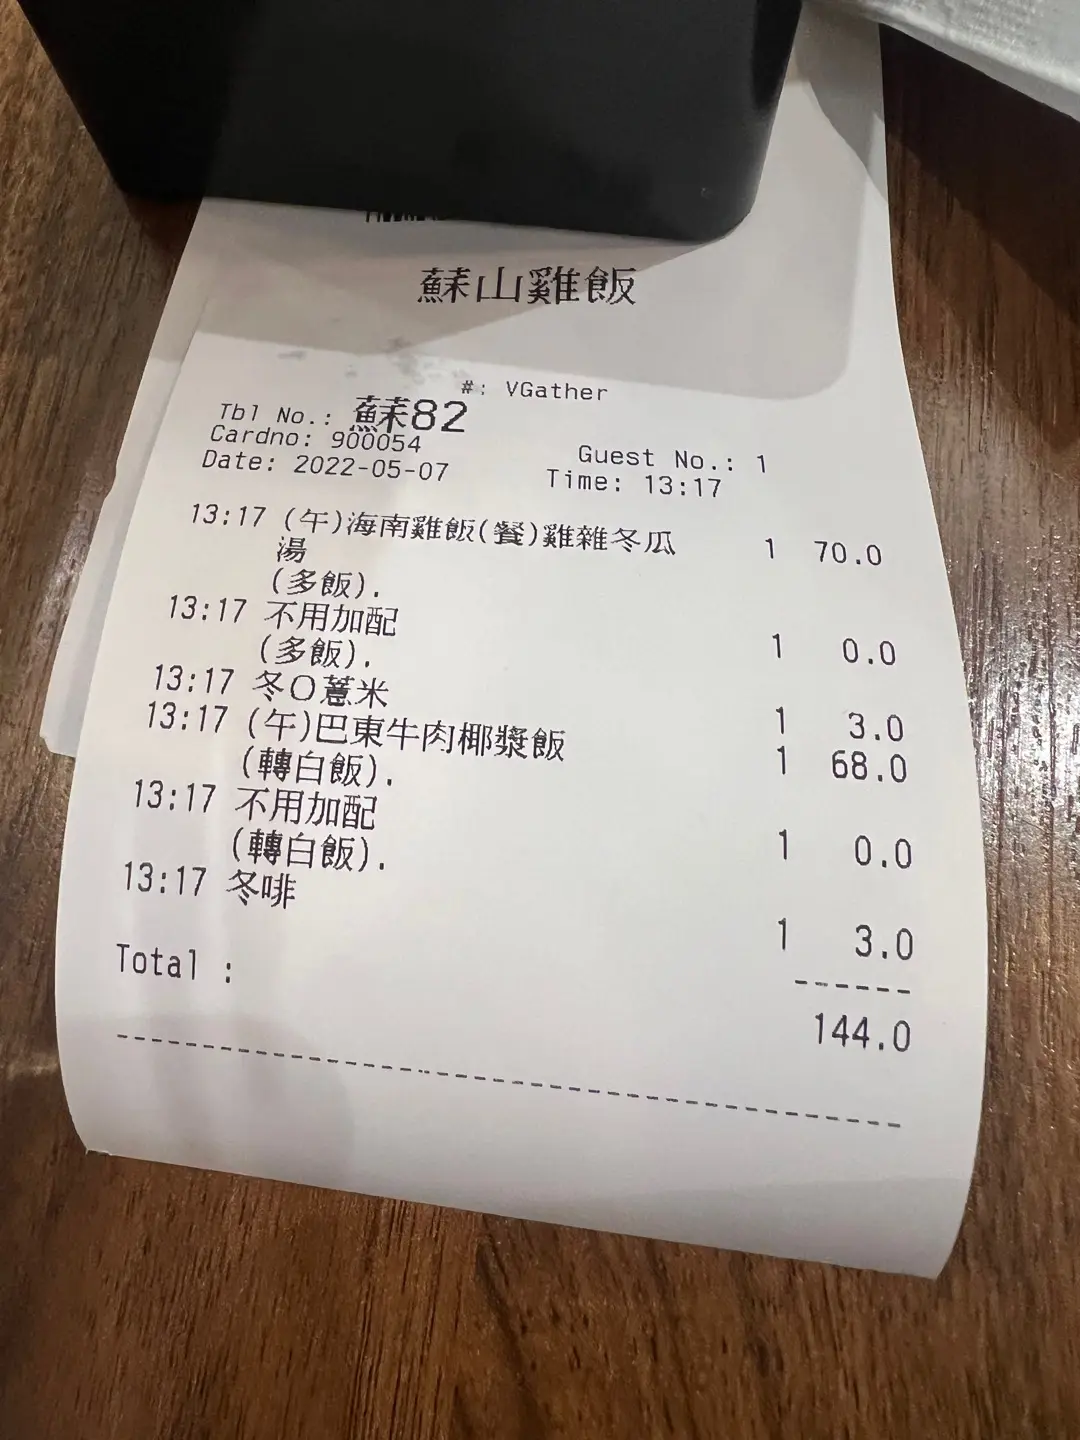 蘇山雞飯
#: VGather
Tbl No.: 蘇82
Cardno: 900054 Guest No.: 1
Date: 2022-05-07 Time: 13:17
13:17 (午)海南雞飯(餐)雞雜冬瓜 1 70.0
湯
(多飯).
13:17 不用加配 1 0.0
(多飯).
13:17 冬O薏米 1 3.0
13:17 (午)巴東牛肉椰漿飯 1 68.0
(轉白飯).
13:17 不用加配 1 0.0
(轉白飯).
13:17 冬啡 1 3.0
------
Total : 144.0